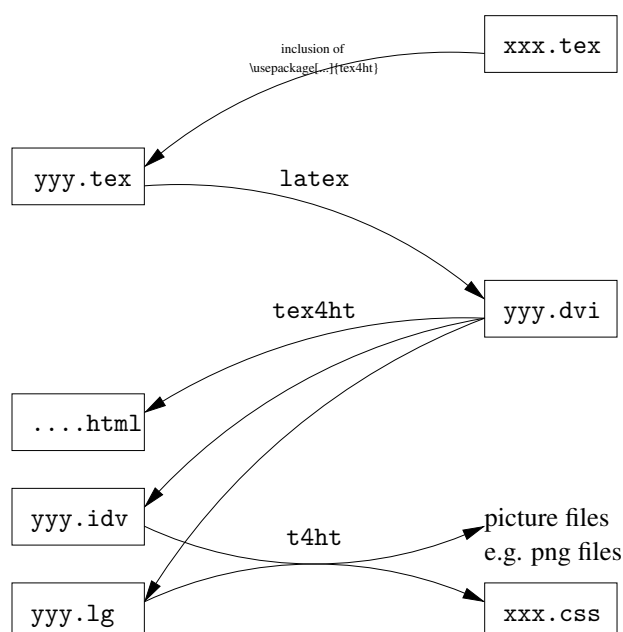 inclusion of
\usepackage[...]{tex4ht}
xxx.tex
yyy.tex
latex
yyy.dvi
tex4ht
....html
yyy.idv
t4ht
picture files
e.g. png files
yyy.lg
xxx.css